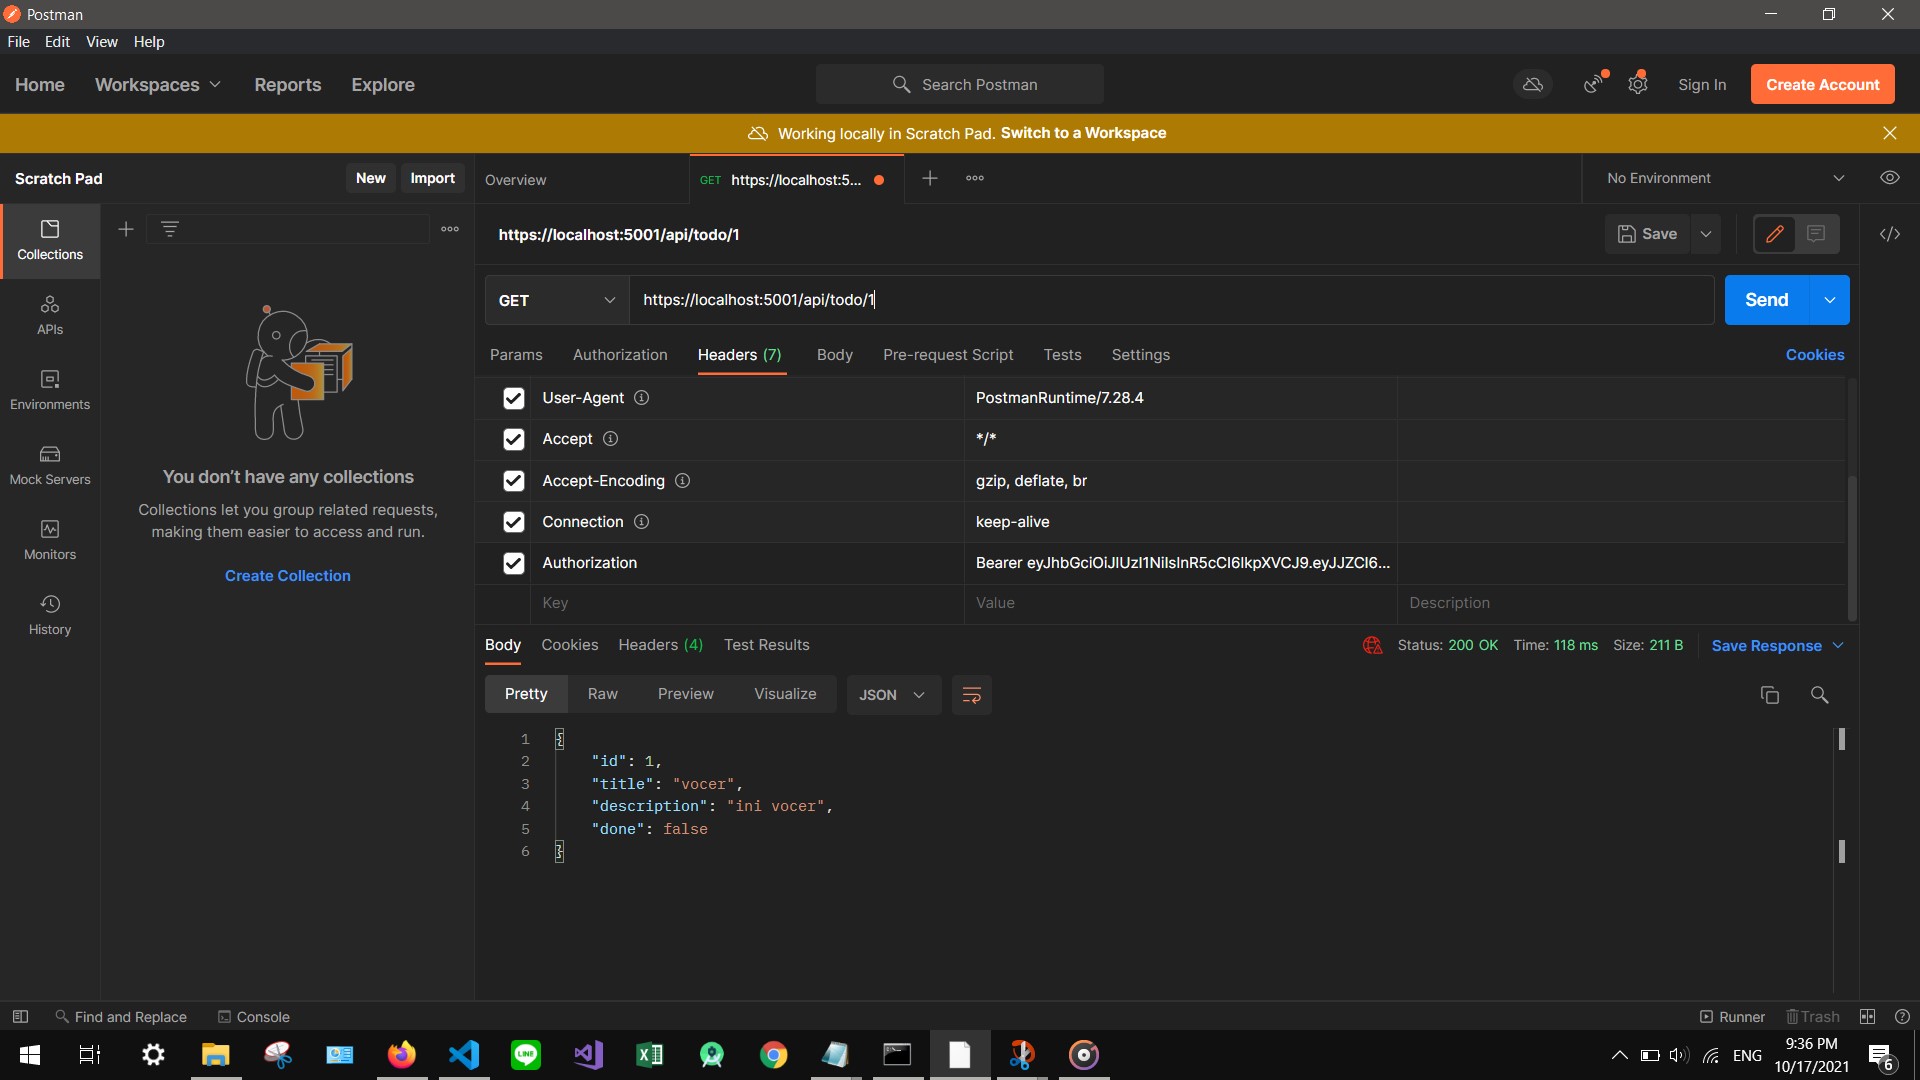 Postman
File Edit View Help
Home Workspaces Reports Explore
Search Postman
Sign In
Create Account
Working locally in Scratch Pad. Switch to a Workspace
Scratch Pad
New
Import
Overview
GET https://localhost:5...
No Environment
Collections
APIs
Environments
Mock Servers
Monitors
History
You don't have any collections
Collections let you group related requests,
making them easier to access and run.
Create Collection
https://localhost:5001/api/todo/1
Save
GET https://localhost:5001/api/todo/1
Send
Params Authorization Headers (7) Body Pre-request Script Tests Settings Cookies
User-Agent PostmanRuntime/7.28.4
Accept */*
Accept-Encoding gzip, deflate, br
Connection keep-alive
Authorization Bearer eyJhbGciOiJIUzI1NiIsInR5cCI6IkpXVCJ9.eyJJZCI6...
Key Value Description
Body Cookies Headers (4) Test Results
Status: 200 OK Time: 118 ms Size: 211 B Save Response
Pretty Raw Preview Visualize JSON
1 {
2 "id": 1,
3 "title": "vocer",
4 "description": "ini vocer",
5 "done": false
6 }
Find and Replace Console
Runner Trash
LINE
ENG
9:36 PM
10/17/2021
6